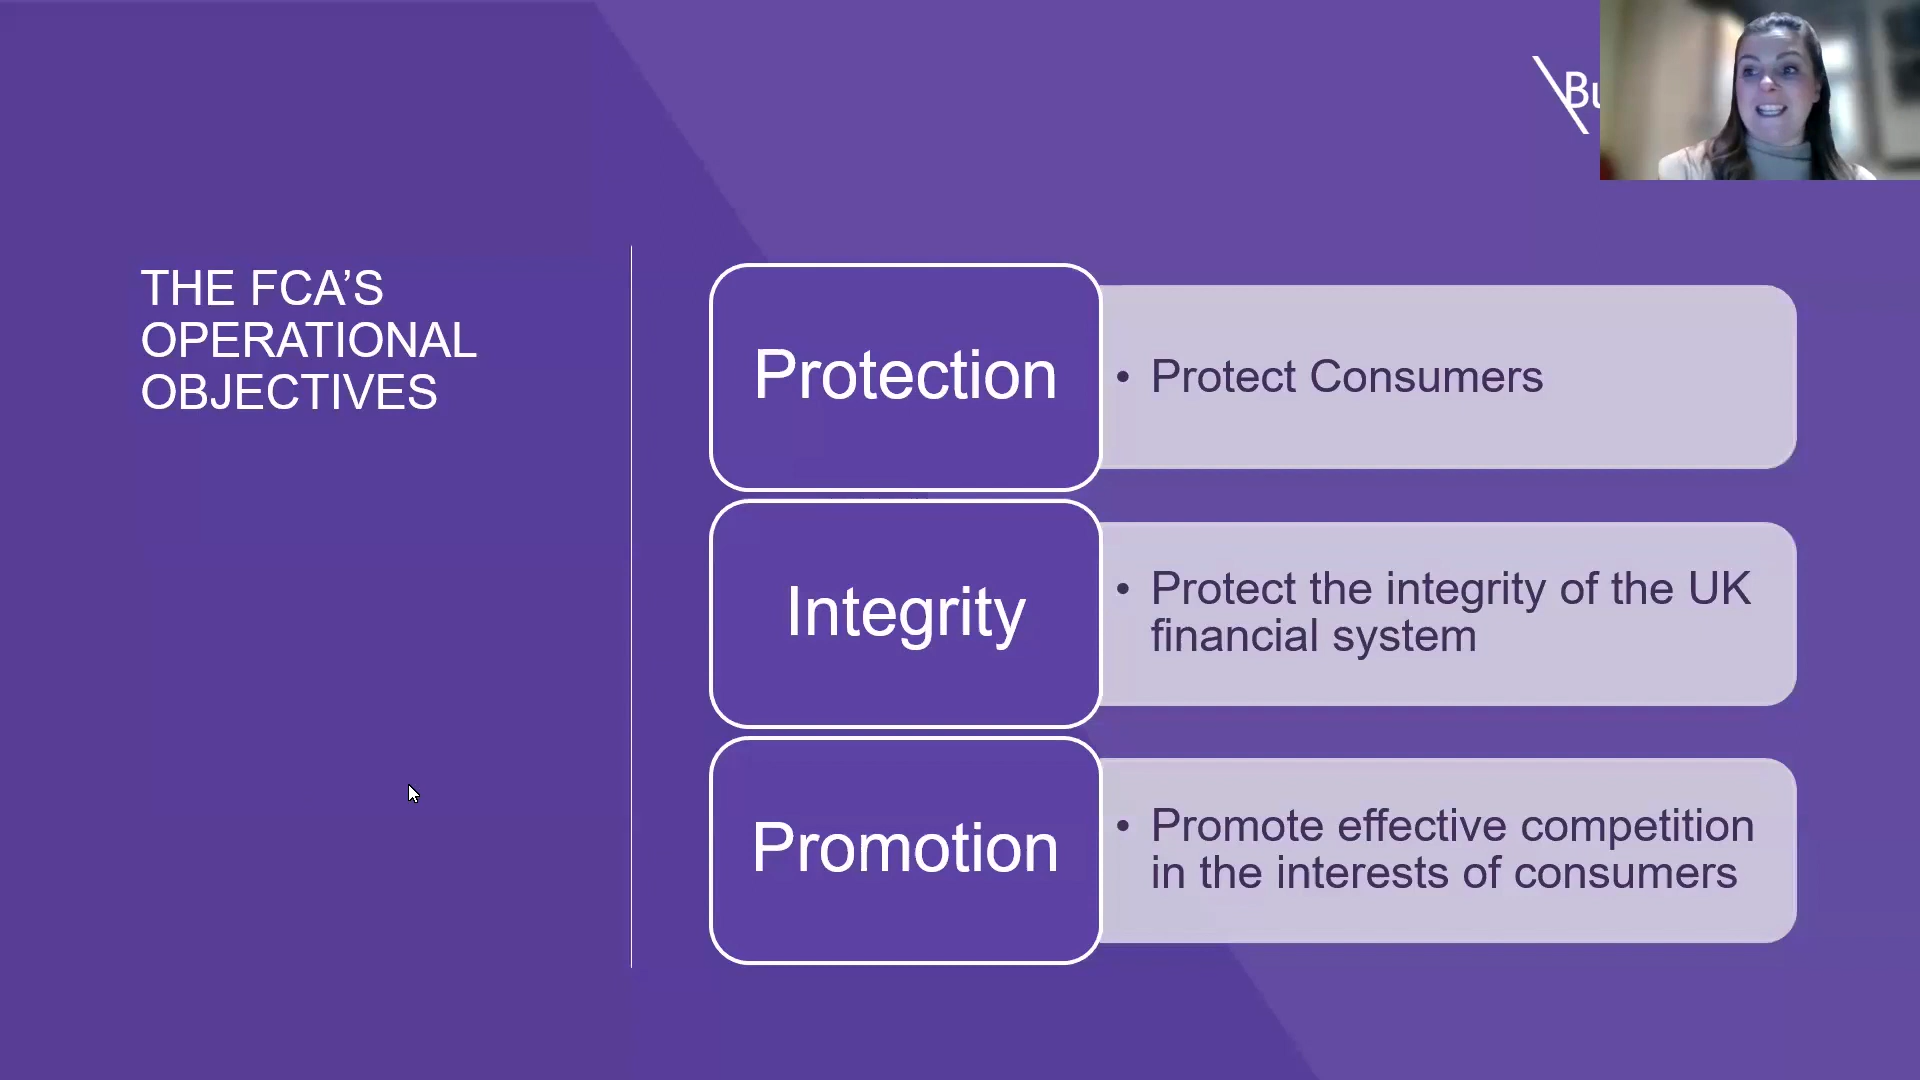 THE FCA’S
OPERATIONAL
OBJECTIVES
Protection
• Protect Consumers
Integrity
• Protect the integrity of the UK
financial system
Promotion
• Promote effective competition
in the interests of consumers